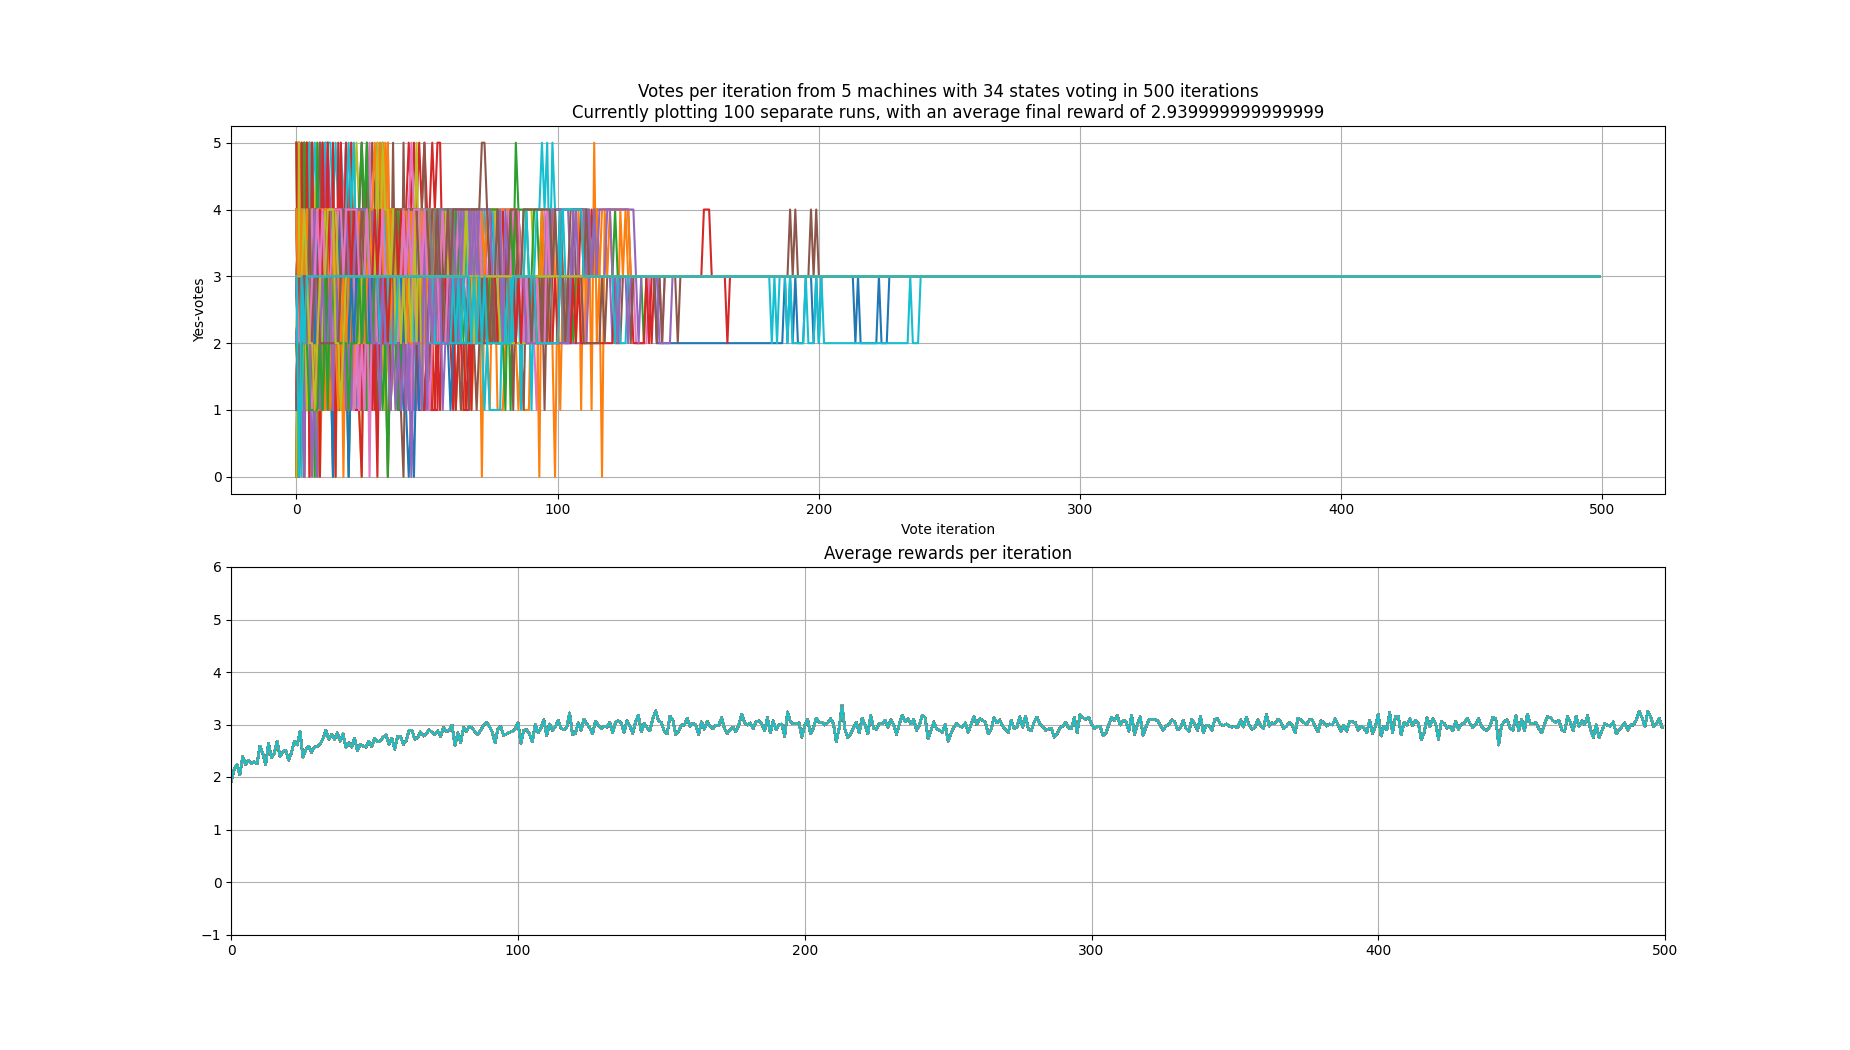 Votes per iteration from 5 machines with 34 states voting in 500 iterations
Currently plotting 100 separate runs, with an average final reward of 2.939999999999999
5
4
3
2
1
0
Yes-votes
0 100 200 300 400 500
Vote iteration
Average rewards per iteration
6
5
4
3
2
1
0
−1
0 100 200 300 400 500